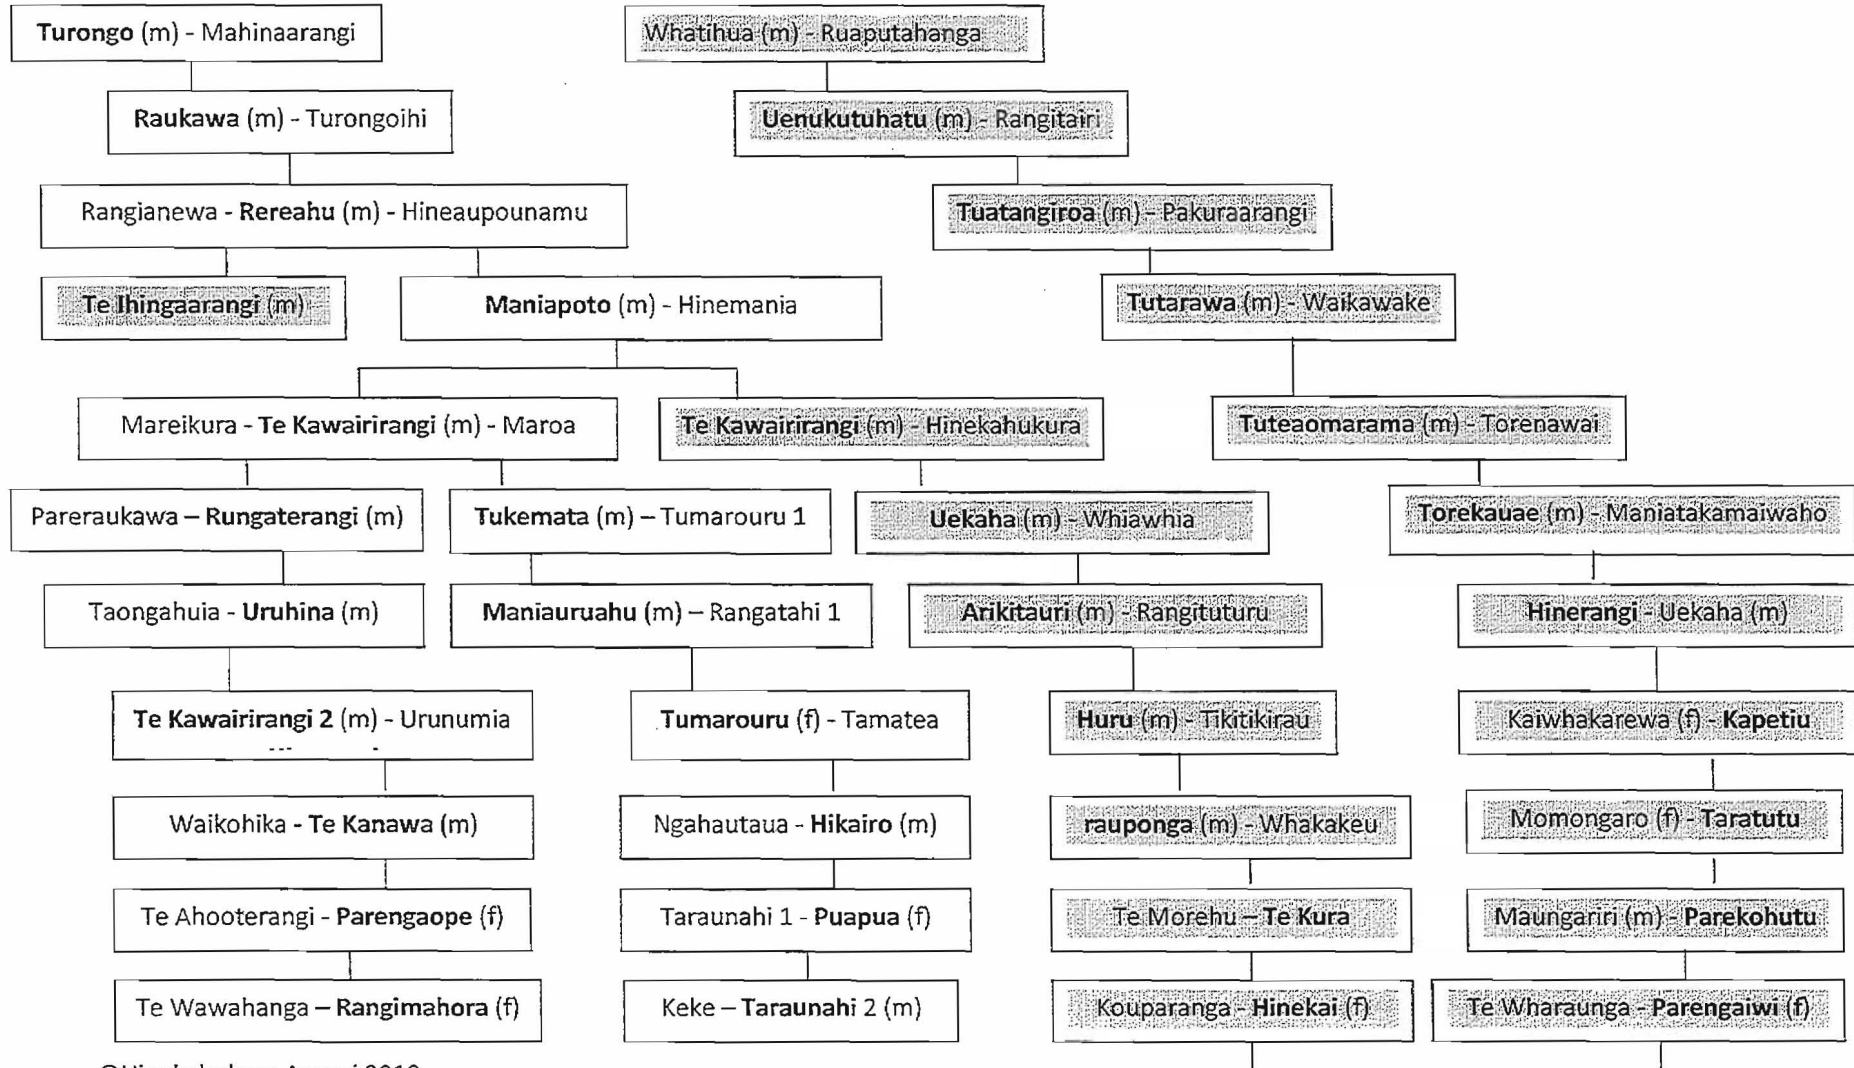 Turongo (m) - Mahinaarangi
Whatihua (m) - Ruaputahanga
Raukawa (m) - Turongoihi
Uenukutuhatu (m) - Rangitairi
Rangianewa - Rereahu (m) - Hineaupounamu
Tuatangiroa (m) - Pakuraarangi
Te Ihingaarangi (m)
Maniapoto (m) - Hinemania
Tutarawa (m) - Waikawake
Mareikura - Te Kawairirangi (m) - Maroa
Te Kawairirangi (m) - Hinekahukura
Tuteaomarama (m) - Torenawai
Pareraukawa – Rungaterangi (m)
Tukemata (m) – Tumarouru 1
Uekaha (m) - Whiawhia
Torekauae (m) - Maniatakamaiwaho
Taongahuia - Uruhina (m)
Maniauruahu (m) – Rangatahi 1
Arikitauri (m) - Rangituturu
Hinerangi - Uekaha (m)
Te Kawairirangi 2 (m) - Urunumia
Tumarouru (f) - Tamatea
Huru (m) - Tikitikirau
Kaiwhakarewa (f) - Kapetiu
Waikohika - Te Kanawa (m)
Ngahautaua - Hikairo (m)
rauponga (m) - Whakakeu
Momongaro (f) - Taratutu
Te Ahooterangi - Parengaope (f)
Taraunahi 1 - Puapua (f)
Te Morehu – Te Kura
Maungariri (m) - Parekohutu
Te Wawahanga – Rangimahora (f)
Keke – Taraunahi 2 (m)
Kouparanga - Hinekai (f)
Te Wharaunga - Parengaiwi (f)